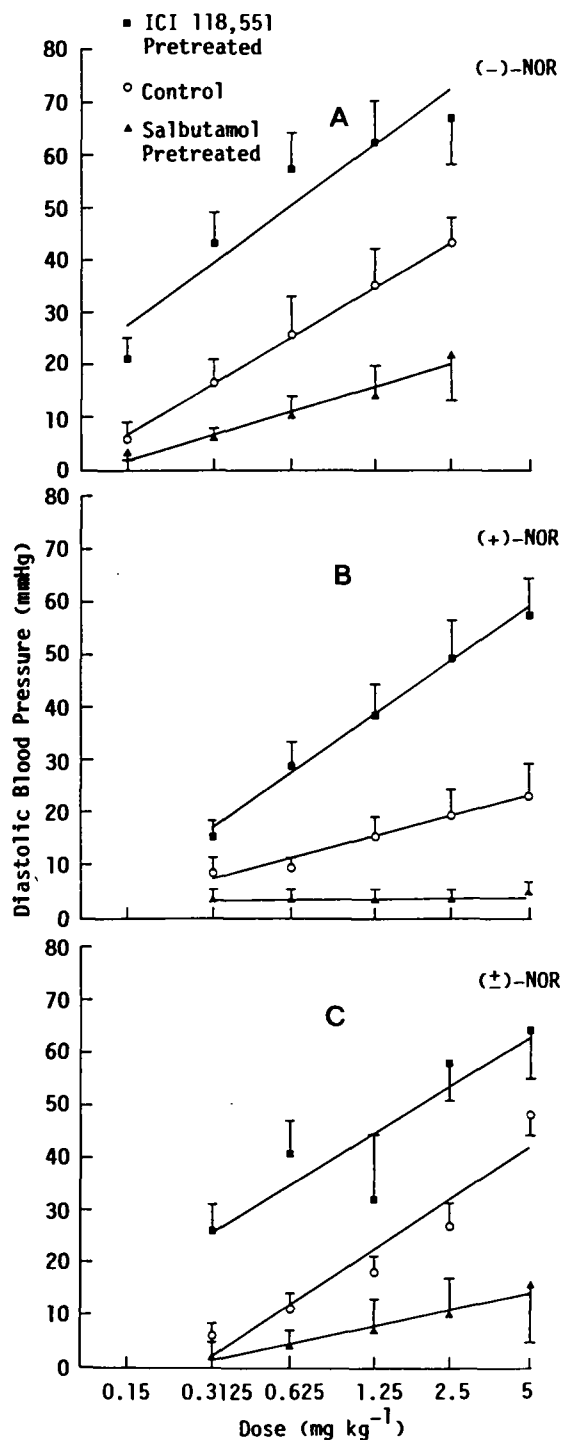 ■ ICI 118,551
Pretreated
○ Control
▲ Salbutamol
Pretreated
A
(-)-NOR
80
70
60
50
40
30
20
10
0
B
(+)-NOR
80
70
60
50
40
30
20
10
0
Diastolic Blood Pressure (mmHg)
C
(±)-NOR
80
70
60
50
40
30
20
10
0
0.15 0.3125 0.625 1.25 2.5 5
Dose (mg kg⁻¹)